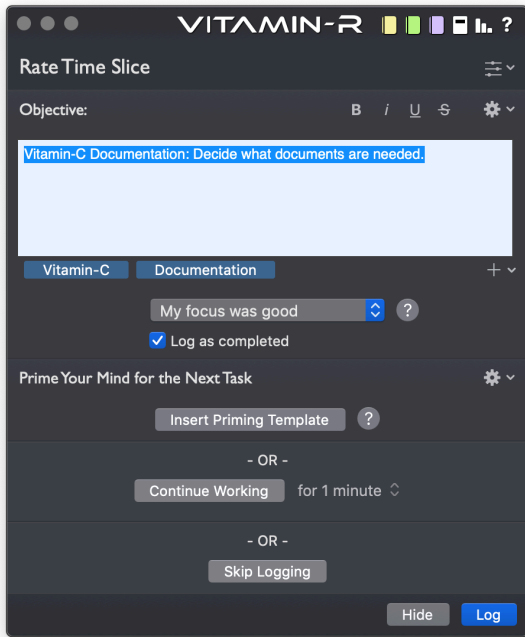 VITAMIN-R ?
Rate Time Slice
Objective: B i U S
Vitamin-C Documentation: Decide what documents are needed.
Vitamin-C Documentation +
My focus was good ?
Log as completed
Prime Your Mind for the Next Task
Insert Priming Template ?
- OR -
Continue Working for 1 minute
- OR -
Skip Logging
Hide Log